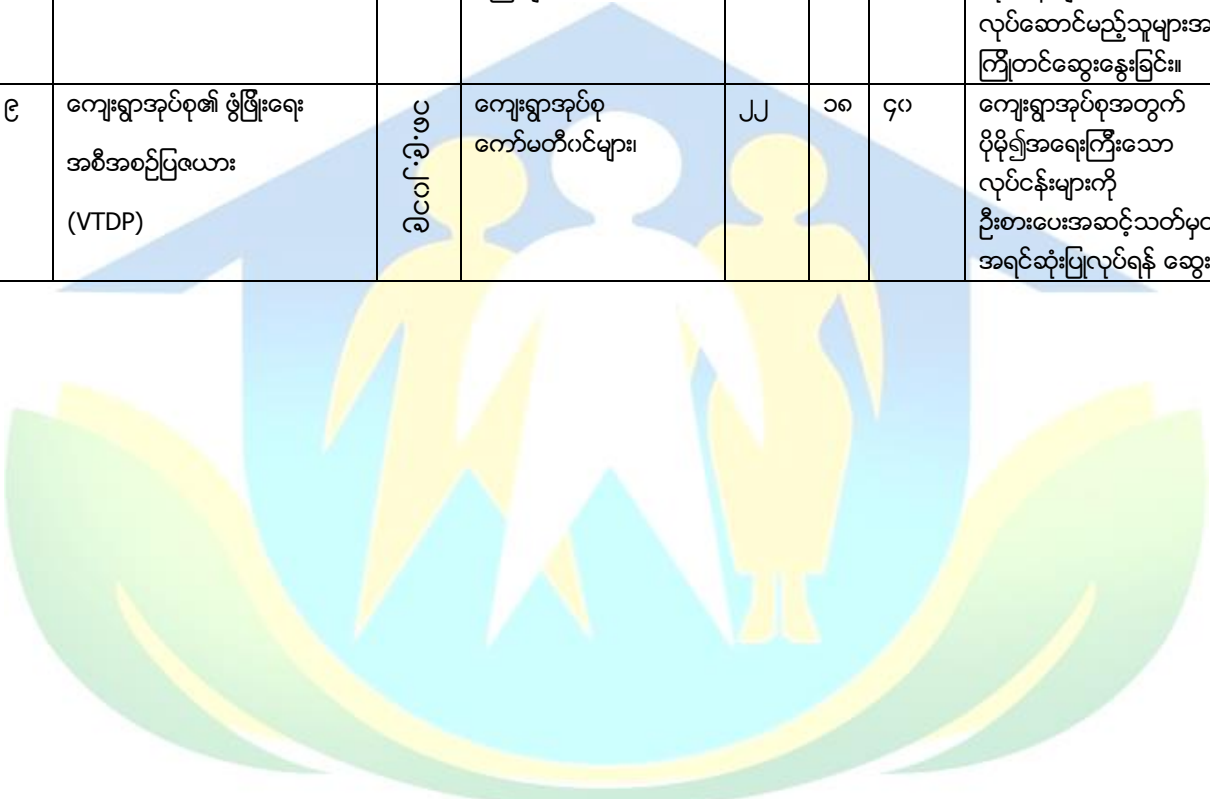 လုပ်ဆောင်မည့်သူများအ
ကြိုတင်ဆွေးနွေးခြင်း။
၉
ကျေးရွာအုပ်စု၏ ဖွံ့ဖြိုးရေး
အစီအစဉ်ပြဇယား
(VTDP)
ကျေးရွာအုပ်စု
ကော်မတီဝင်များ၊
၂၂
၁၈
၄၀
ကျေးရွာအုပ်စုအတွက်
ပိုမို၍အရေးကြီးသော
လုပ်ငန်းများကို
ဦးစားပေးအဆင့်သတ်မှ
အရင်ဆုံးပြုလုပ်ရန် ဆွေး